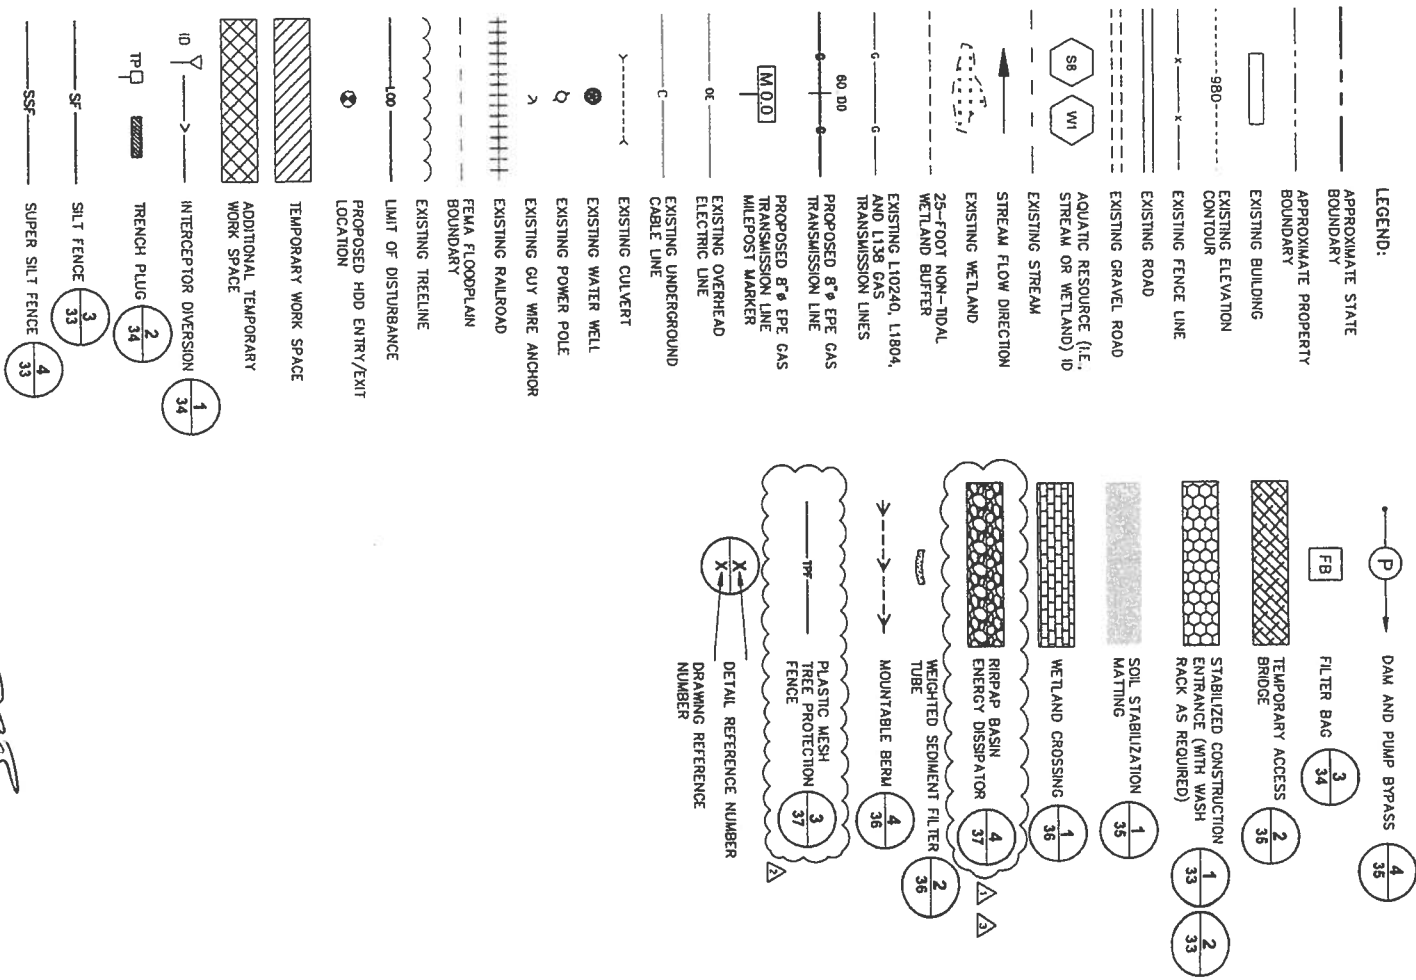 LEGEND:
APPROXIMATE STATE
BOUNDARY
APPROXIMATE PROPERTY
BOUNDARY
EXISTING BUILDING
980
EXISTING ELEVATION
CONTOUR
x x
EXISTING FENCE LINE
EXISTING ROAD
EXISTING GRAVEL ROAD
S8 W1
AQUATIC RESOURCE (I.E.,
STREAM OR WETLAND) ID
EXISTING STREAM
STREAM FLOW DIRECTION
EXISTING WETLAND
25-FOOT NON-TIDAL
WETLAND BUFFER
G G
EXISTING L10240, L1804,
AND L138 GAS
TRANSMISSION LINES
60 00
G G
PROPOSED 8"ø EPE GAS
TRANSMISSION LINE
M 0.0
PROPOSED 8"ø EPE GAS
TRANSMISSION LINE
MILEPOST MARKER
OE
EXISTING OVERHEAD
ELECTRIC LINE
C
EXISTING UNDERGROUND
CABLE LINE
EXISTING CULVERT
EXISTING WATER WELL
EXISTING POWER POLE
EXISTING GUY WIRE ANCHOR
EXISTING RAILROAD
FEMA FLOODPLAIN
BOUNDARY
EXISTING TREELINE
LOD
LIMIT OF DISTURBANCE
PROPOSED HDD ENTRY/EXIT
LOCATION
TEMPORARY WORK SPACE
ADDITIONAL TEMPORARY
WORK SPACE
ID
INTERCEPTOR DIVERSION
1
34
TP
TRENCH PLUG
2
34
SF
SILT FENCE
3
33
SSF
SUPER SILT FENCE
4
33
P
DAM AND PUMP BYPASS
4
35
FB
FILTER BAG
3
34
TEMPORARY ACCESS
BRIDGE
2
36
STABILIZED CONSTRUCTION
ENTRANCE (WITH WASH
RACK AS REQUIRED)
1
33
2
33
SOIL STABILIZATION
MATTING
1
35
WETLAND CROSSING
1
36
RIRPAP BASIN
ENERGY DISSIPATOR
4
37
1 3
WEIGHTED SEDIMENT FILTER
TUBE
2
36
MOUNTABLE BERM
4
36
TPF
PLASTIC MESH
TREE PROTECTION
FENCE
3
37
2
X
X
DETAIL REFERENCE NUMBER
DRAWING REFERENCE
NUMBER